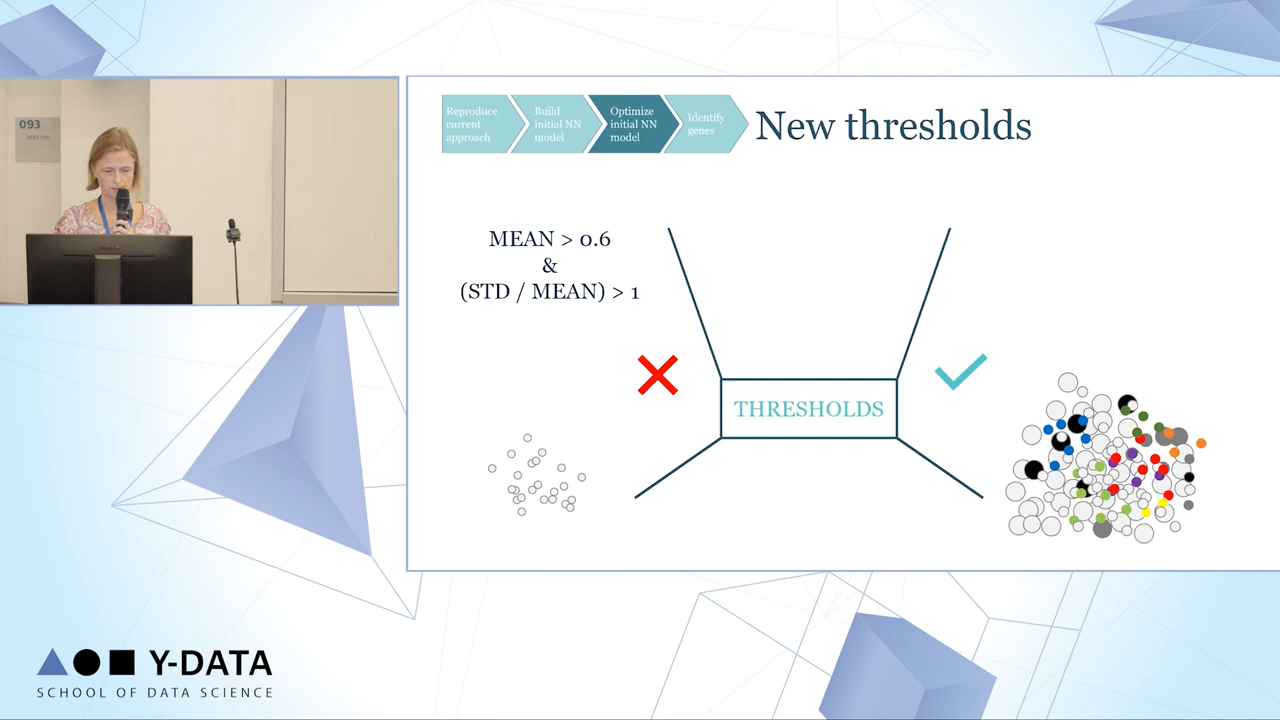 093
Reproduce
current
approach
Build
initial NN
model
Optimize
initial NN
model
Identify
genes
New thresholds
MEAN > 0.6
&
(STD / MEAN) > 1
THRESHOLDS
Y-DATA
SCHOOL OF DATA SCIENCE